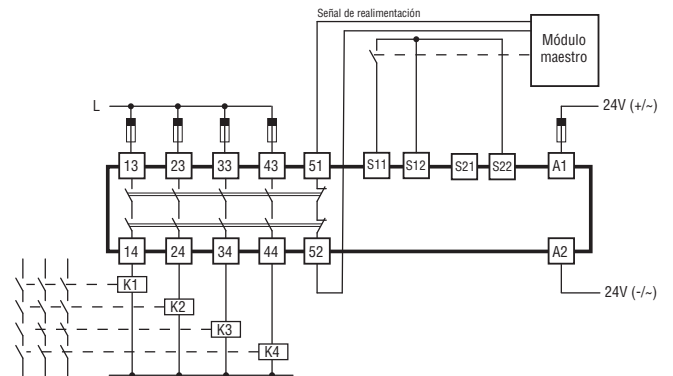 Señal de realimentación
Módulo
maestro
L
24V (+/~)
13 23 33 43 51 S11 S12 S21 S22 A1
14 24 34 44 52 A2
K1
24V (-/~)
K2
K3
K4